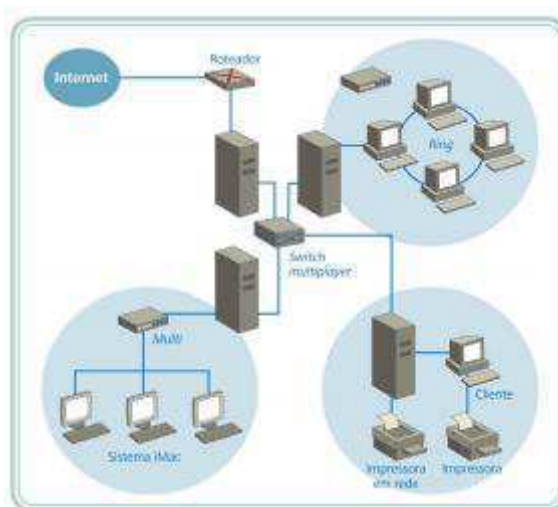 Internet
Roteador
Ring
Switch
multiplayer
Multi
Sistema iMac
Cliente
Impressora
em rede
Impressora